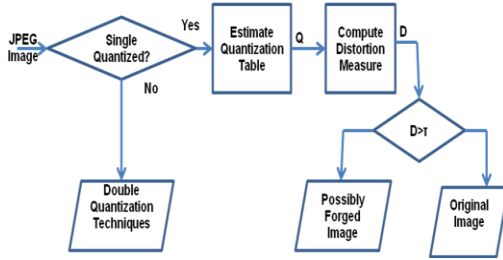 JPEG
Image
Single
Quantized?
Yes
Estimate
Quantization
Table
Q
Compute
Distortion
Measure
D
No
D>τ
Double
Quantization
Techniques
Possibly
Forged
Image
Original
Image